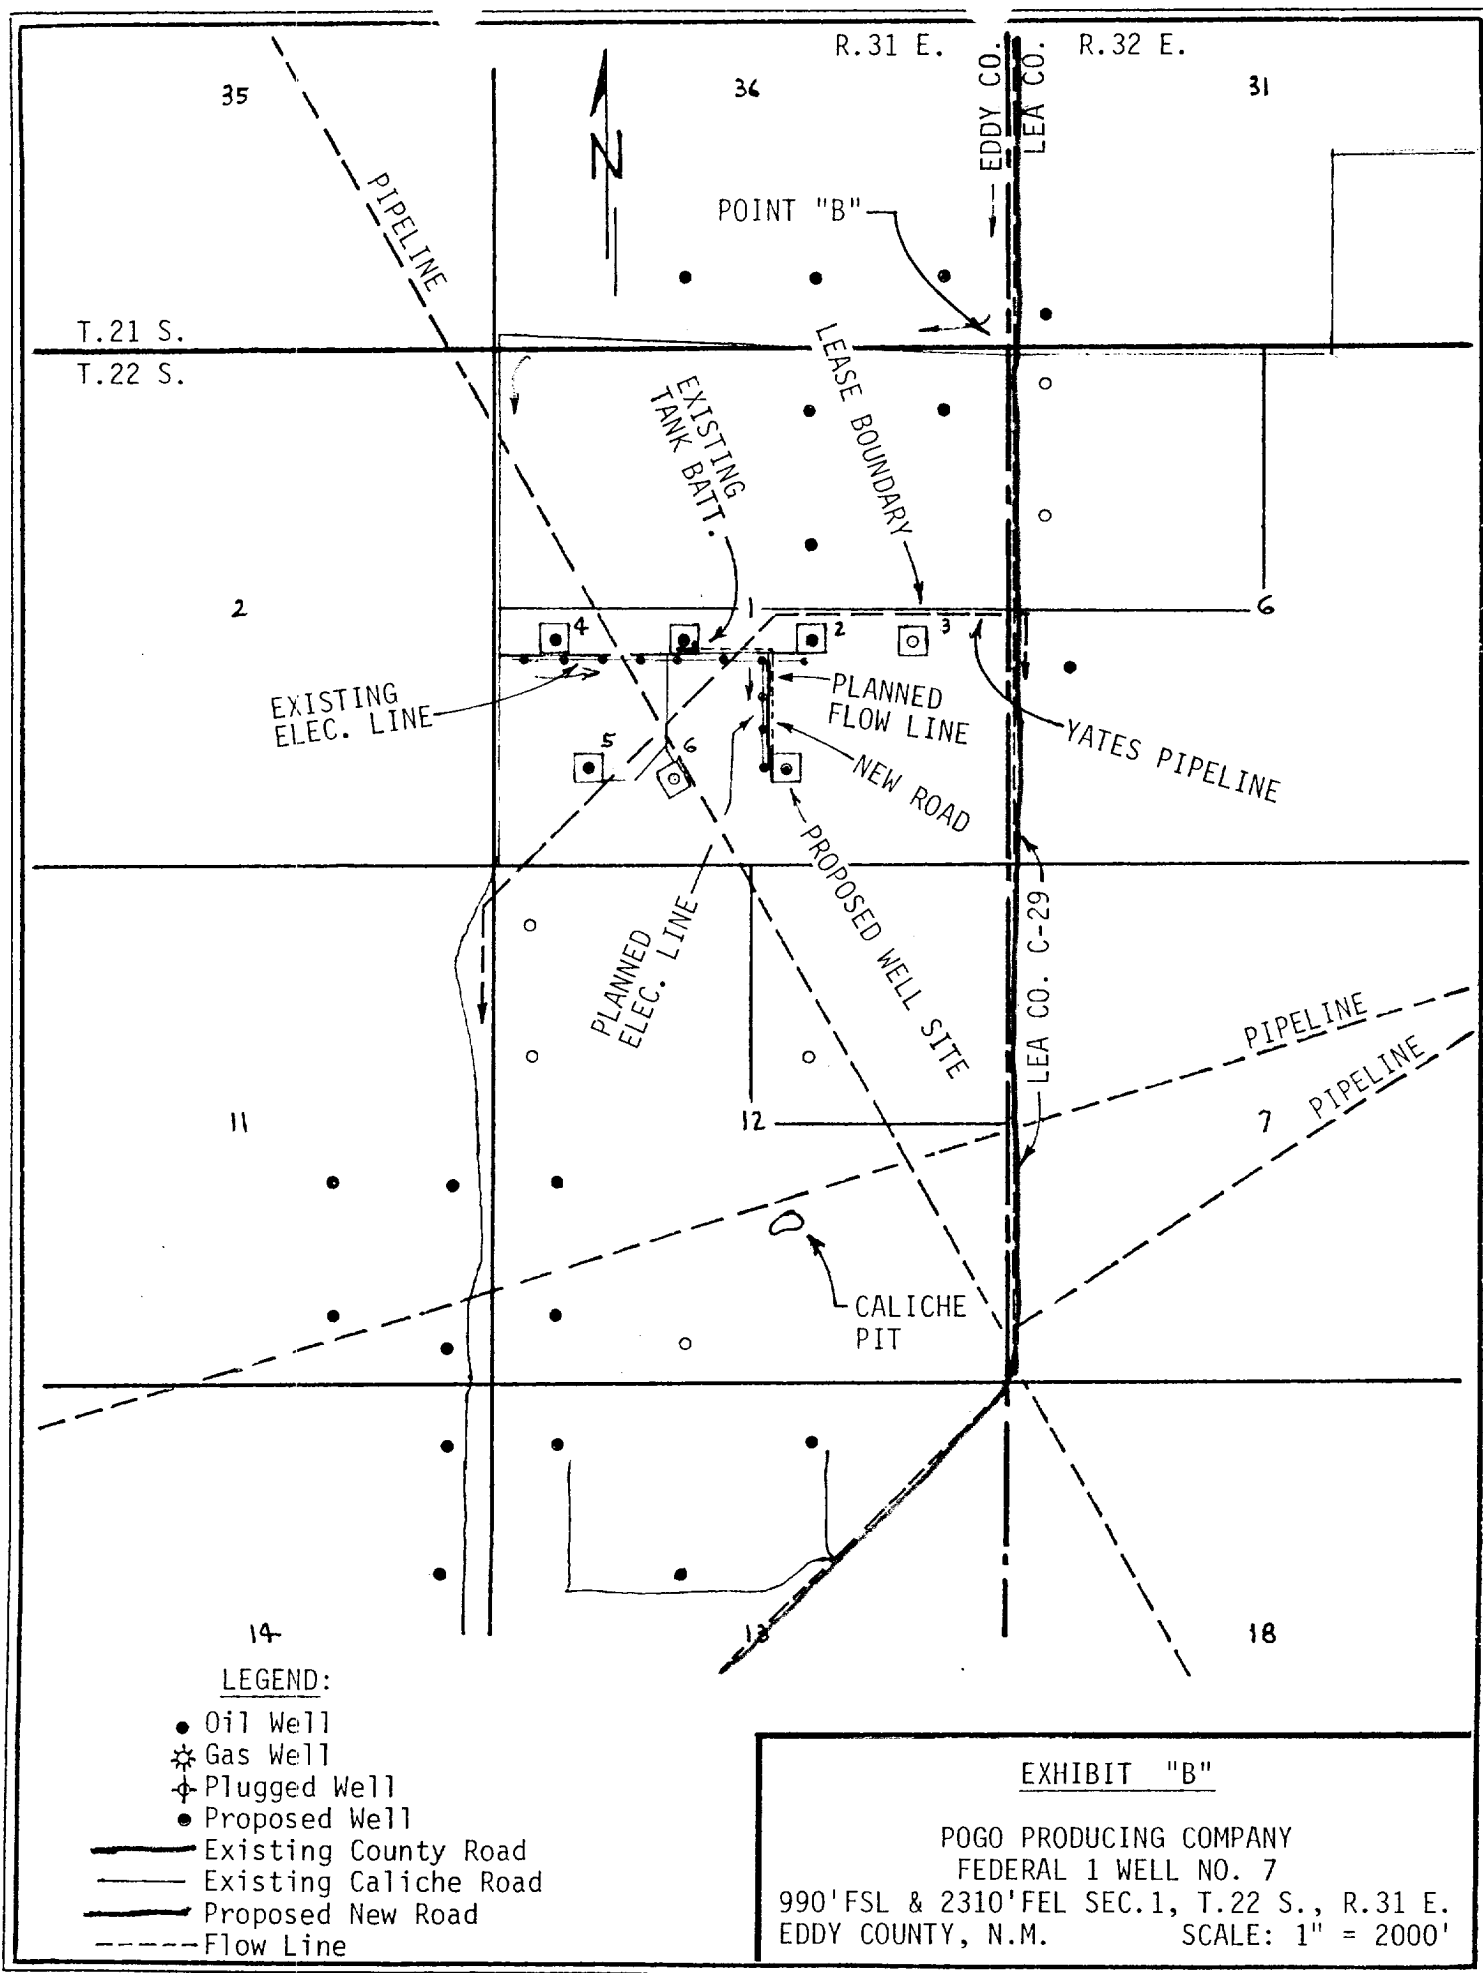 R.31 E.
EDDY CO.
LEA CO.
R.32 E.
35
36
31
N
PIPELINE
POINT "B"
T.21 S.
T.22 S.
EXISTING
TANK BATT.
LEASE BOUNDARY
2
1
6
4
2
3
EXISTING
ELEC. LINE
PLANNED
FLOW LINE
YATES PIPELINE
5
6
NEW ROAD
PROPOSED WELL SITE
PLANNED
ELEC. LINE
LEA CO. C-29
PIPELINE
PIPELINE
11
12
7
CALICHE
PIT
14
13
18
LEGEND:
Oil Well
Gas Well
Plugged Well
Proposed Well
Existing County Road
Existing Caliche Road
Proposed New Road
Flow Line
EXHIBIT "B"
POGO PRODUCING COMPANY
FEDERAL 1 WELL NO. 7
990'FSL & 2310'FEL SEC.1, T.22 S., R.31 E.
EDDY COUNTY, N.M. SCALE: 1" = 2000'